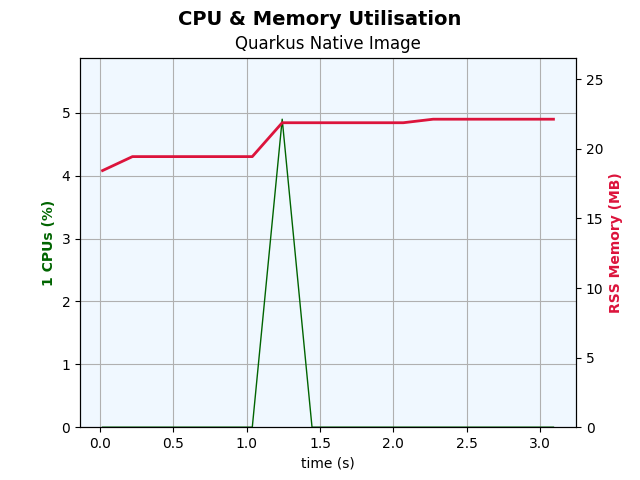 CPU & Memory Utilisation
Quarkus Native Image
1 CPUs (%)
5
4
3
2
1
0
25
20
15
10
5
0
RSS Memory (MB)
0.0 0.5 1.0 1.5 2.0 2.5 3.0
time (s)